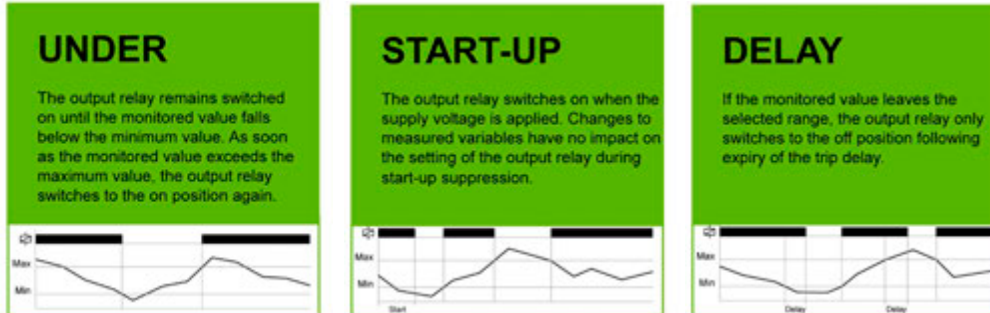 UNDER
The output relay remains switched
on until the monitored value falls
below the minimum value. As soon
as the monitored value exceeds the
maximum value, the output relay
switches to the on position again.
Max
Min
START-UP
The output relay switches on when the
supply voltage is applied. Changes to
measured variables have no impact on
the setting of the output relay during
start-up suppression.
Max
Min
Start
DELAY
If the monitored value leaves the
selected range, the output relay only
switches to the off position following
expiry of the trip delay.
Max
Min
Delay
Delay